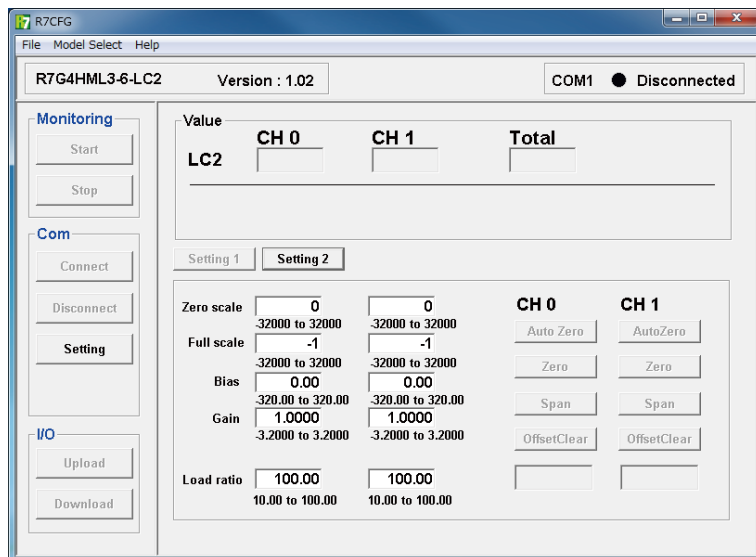 R7 R7CFG
File Model Select Help
R7G4HML3-6-LC2 Version : 1.02 COM1 Disconnected
Monitoring
Start
Stop
Com
Connect
Disconnect
Setting
I/O
Upload
Download
Value
CH 0 CH 1 Total
LC2
Setting 1 Setting 2
Zero scale 0 0
-32000 to 32000 -32000 to 32000
Full scale -1 -1
-32000 to 32000 -32000 to 32000
Bias 0.00 0.00
-320.00 to 320.00 -320.00 to 320.00
Gain 1.0000 1.0000
-3.2000 to 3.2000 -3.2000 to 3.2000
Load ratio 100.00 100.00
10.00 to 100.00 10.00 to 100.00
CH 0 CH 1
Auto Zero AutoZero
Zero Zero
Span Span
OffsetClear OffsetClear